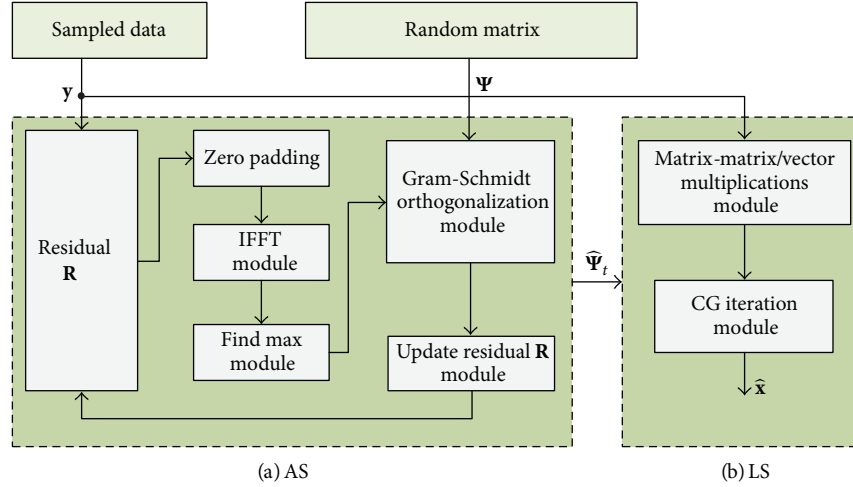 Sampled data
Random matrix
y
Ψ
Residual
R
Zero padding
IFFT
module
Find max
module
Gram-Schmidt
orthogonalization
module
Update residual R
module
Ψ̂t
Matrix-matrix/vector
multiplications
module
CG iteration
module
x̂
(a) AS
(b) LS